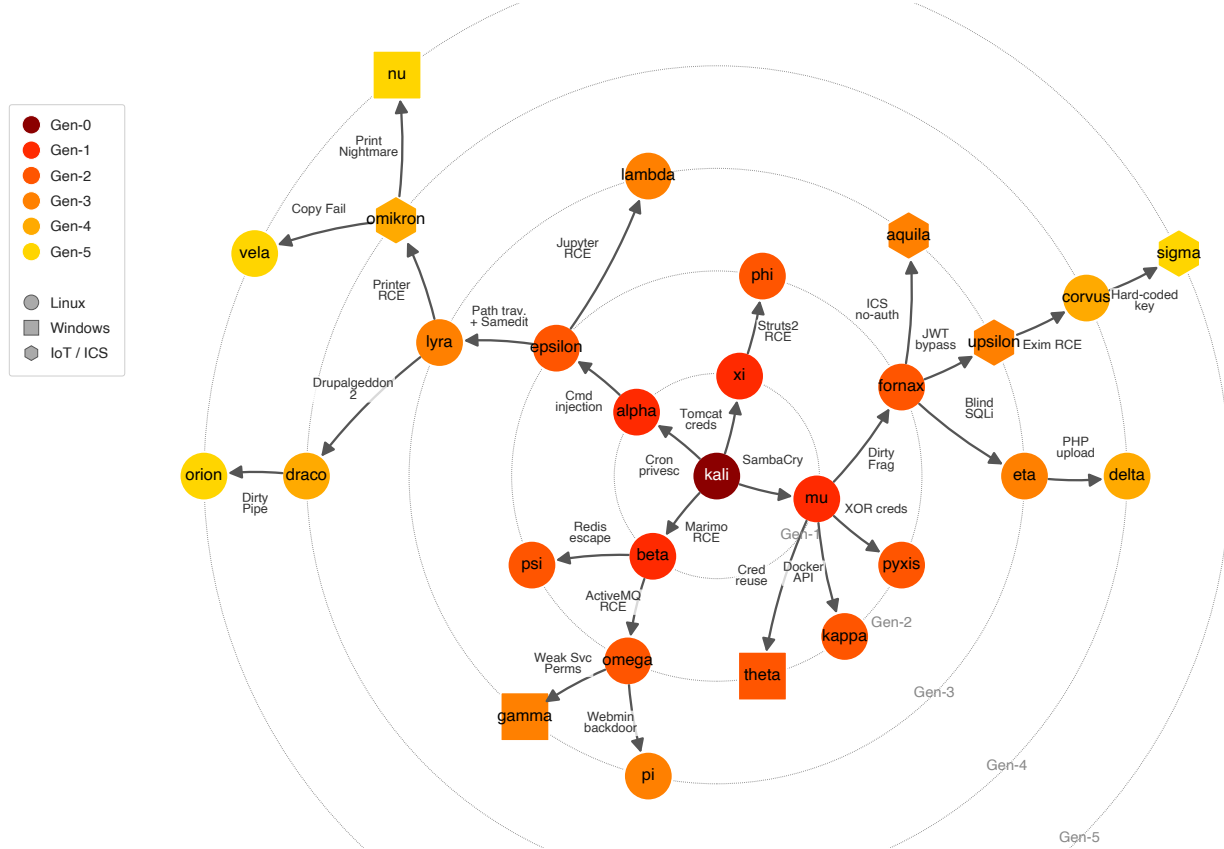 nu
Gen-0
Gen-1
Gen-2
Gen-3
Gen-4
Gen-5
Linux
Windows
IoT / ICS
Print
Nightmare
Copy Fail
omikron
vela
Printer
RCE
lambda
Jupyter
RCE
Path trav.
+ Samedit
lyra
epsilon
Drupalgeddon
2
Cmd
injection
alpha
phi
Struts2
RCE
xi
Tomcat
creds
aquila
ICS
no-auth
JWT
bypass
upsilon
Exim RCE
corvus
Hard-coded
key
sigma
fornax
Blind
SQLi
PHP
upload
eta
delta
orion
Dirty
Pipe
draco
Cron
privesc
kali
SambaCry
Dirty
Frag
mu
XOR creds
Marimo
RCE
Gen-1
Redis
escape
beta
psi
pyxis
Cred
reuse
Docker
API
ActiveMQ
RCE
Gen-2
kappa
omega
theta
Weak Svc
Perms
gamma
Webmin
backdoor
pi
Gen-3
Gen-4
Gen-5